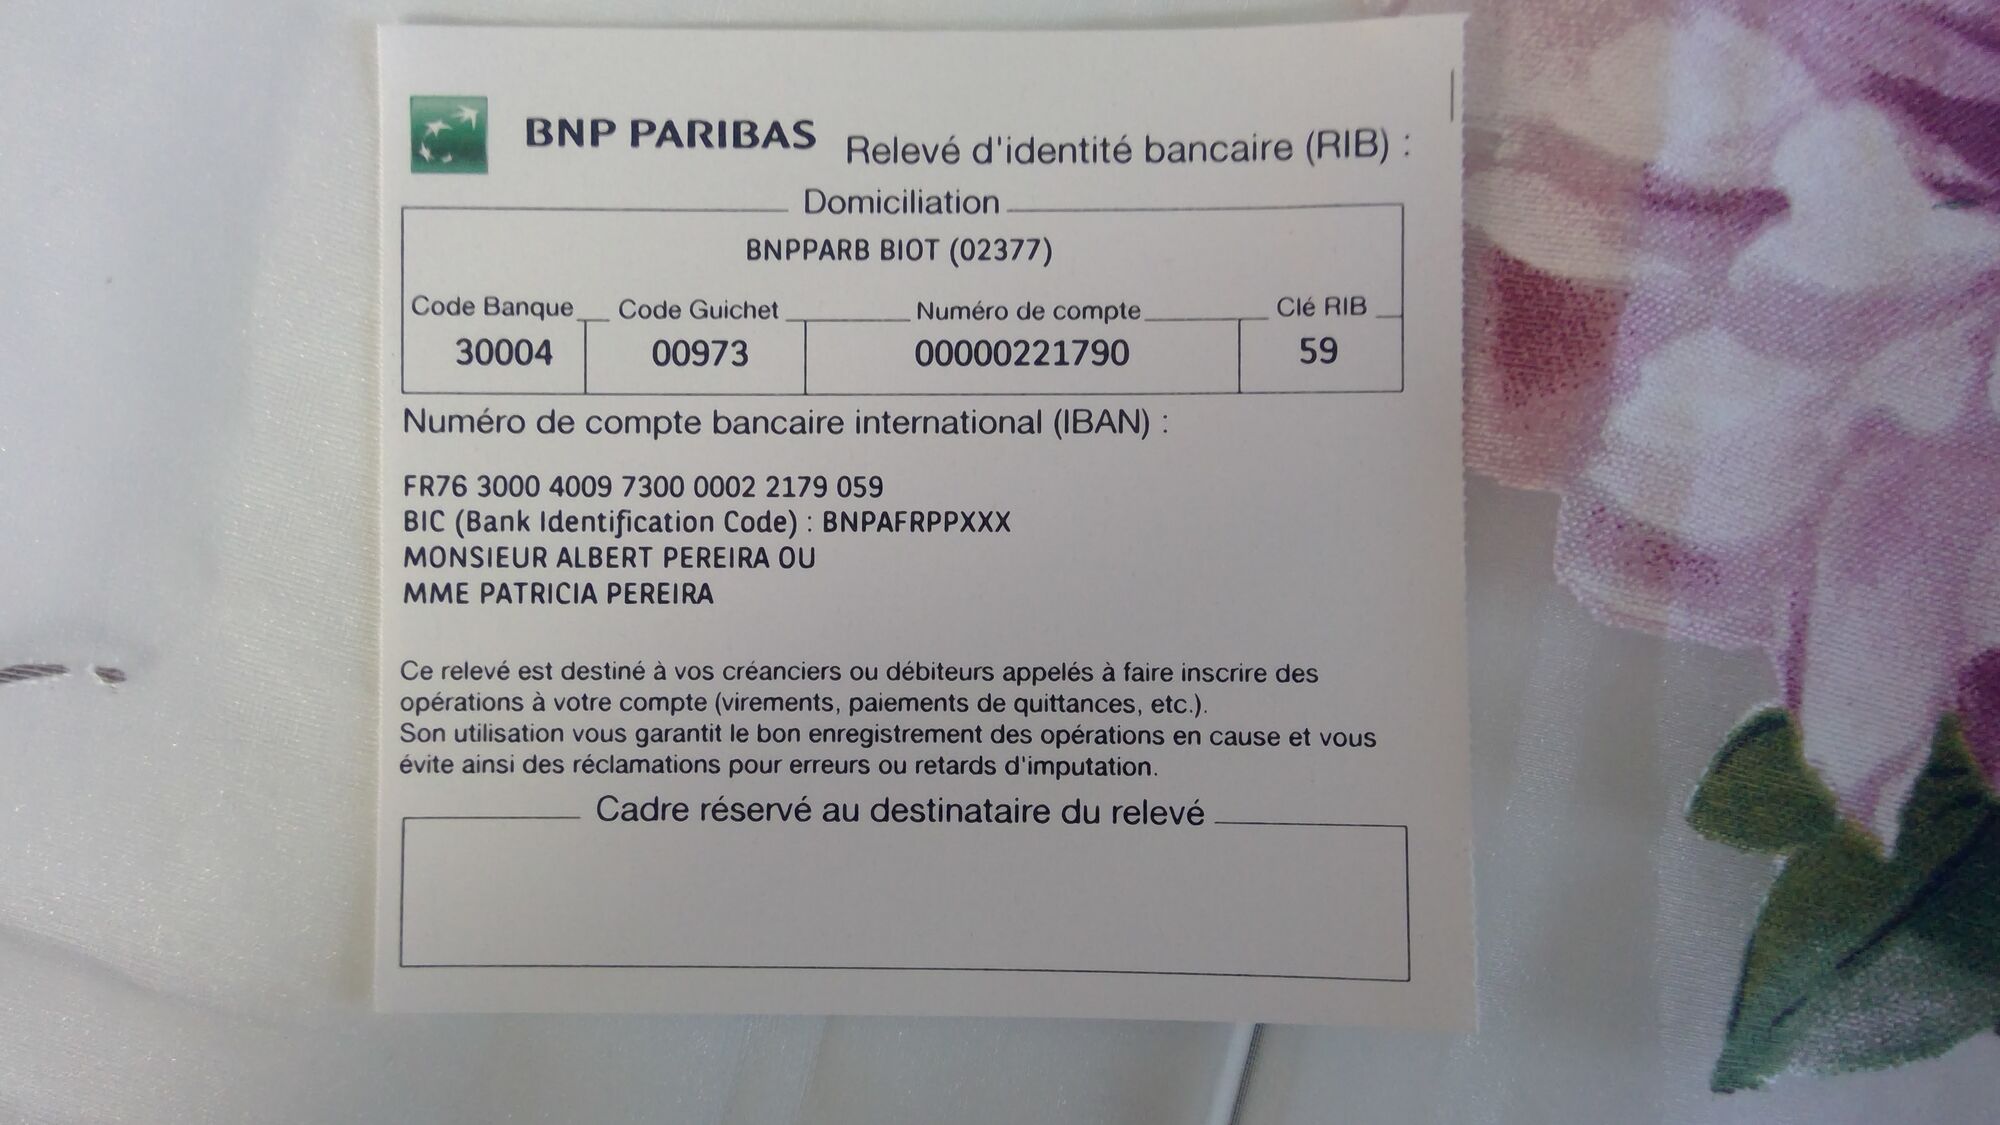 BNP PARIBAS Relevé d'identité bancaire (RIB) :
Domiciliation
BNPPARB BIOT (02377)
Code Banque Code Guichet Numéro de compte Clé RIB
30004 00973 00000221790 59
Numéro de compte bancaire international (IBAN) :
FR76 3000 4009 7300 0002 2179 059
BIC (Bank Identification Code) : BNPAFRPPXXX
MONSIEUR ALBERT PEREIRA OU
MME PATRICIA PEREIRA
Ce relevé est destiné à vos créanciers ou débiteurs appelés à faire inscrire des
opérations à votre compte (virements, paiements de quittances, etc.).
Son utilisation vous garantit le bon enregistrement des opérations en cause et vous
évite ainsi des réclamations pour erreurs ou retards d'imputation.
Cadre réservé au destinataire du relevé